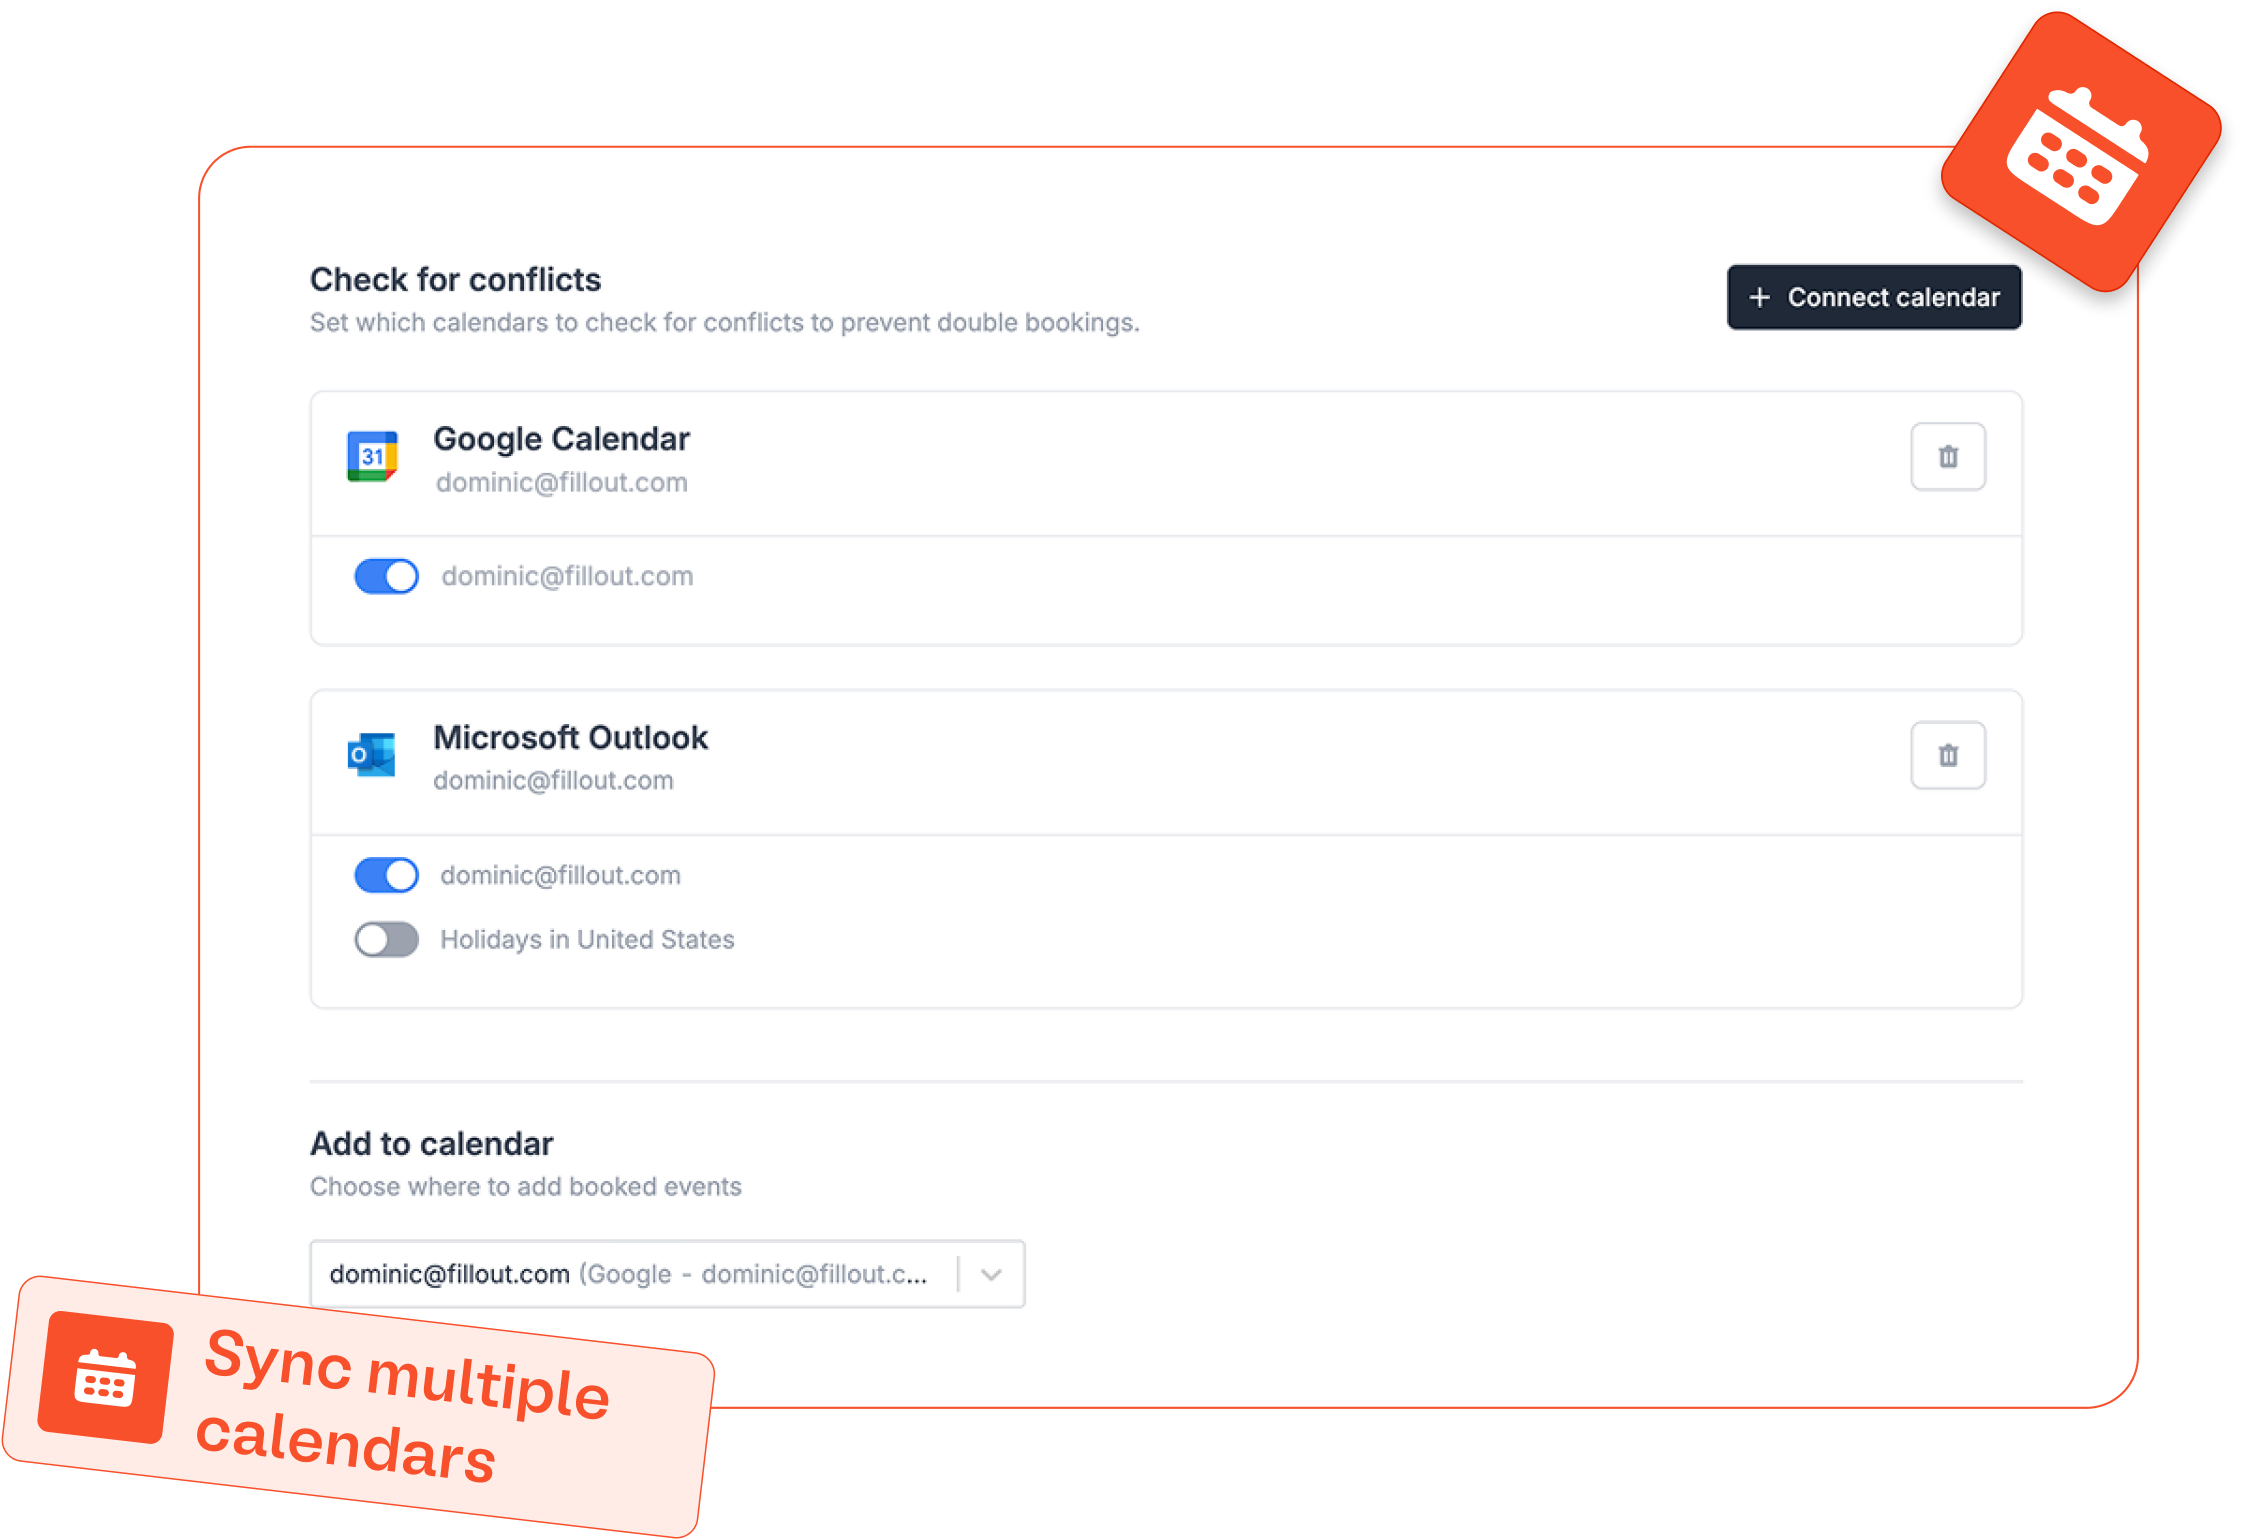 Check for conflicts
Set which calendars to check for conflicts to prevent double bookings.
+ Connect calendar
31
Google Calendar
dominic@fillout.com
dominic@fillout.com
O
Microsoft Outlook
dominic@fillout.com
dominic@fillout.com
Holidays in United States
Add to calendar
Choose where to add booked events
dominic@fillout.com (Google - dominic@fillout.c...
Sync multiple
calendars